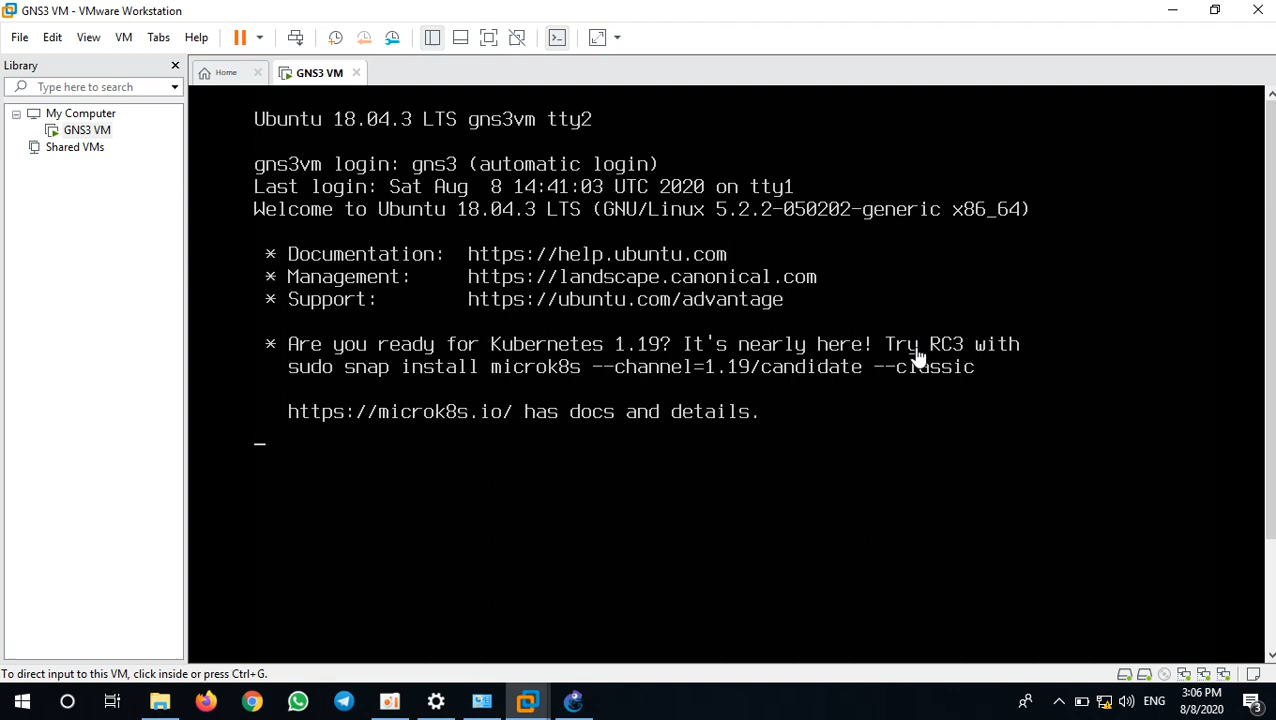 GNS3 VM - VMware Workstation
File Edit View VM Tabs Help
Library
Type here to search
My Computer
GNS3 VM
Shared VMs
Home
GNS3 VM
Ubuntu 18.04.3 LTS gns3vm tty2
gns3vm login: gns3 (automatic login)
Last login: Sat Aug  8 14:41:03 UTC 2020 on tty1
Welcome to Ubuntu 18.04.3 LTS (GNU/Linux 5.2.2-050202-generic x86_64)
* Documentation:  https://help.ubuntu.com
* Management:     https://landscape.canonical.com
* Support:        https://ubuntu.com/advantage
* Are you ready for Kubernetes 1.19? It's nearly here! Try RC3 with
sudo snap install microk8s --channel=1.19/candidate --classic
https://microk8s.io/ has docs and details.
To direct input to this VM, click inside or press Ctrl+G.
ENG
3:06 PM
8/8/2020
3